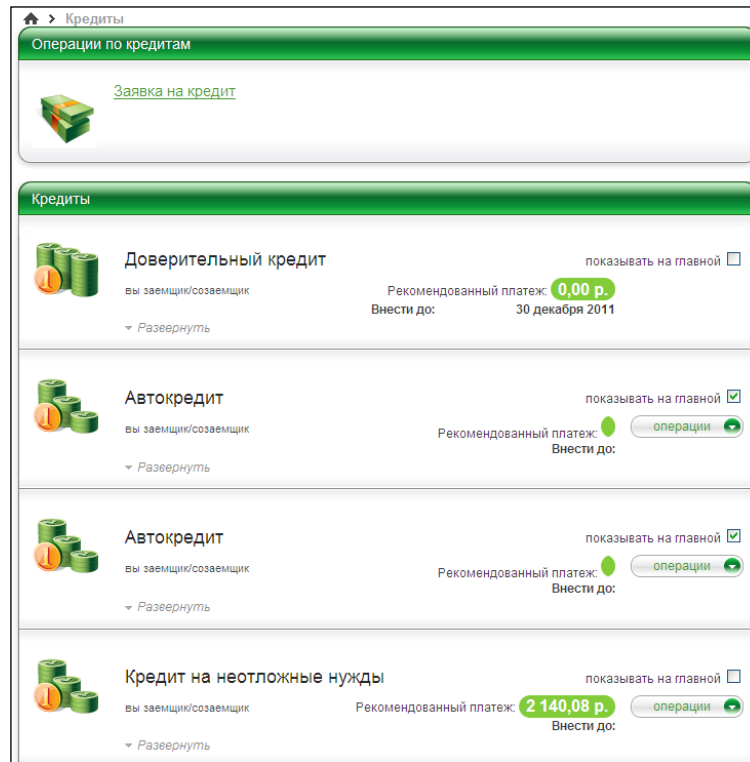 Кредиты
Операции по кредитам
Заявка на кредит
Кредиты
Доверительный кредит
показывать на главной
вы заемщик/созаемщик
Рекомендованный платеж: 0,00 р.
Внести до: 30 декабря 2011
Развернуть
Автокредит
показывать на главной
вы заемщик/созаемщик
Рекомендованный платеж: операции
Внести до:
Развернуть
Автокредит
показывать на главной
вы заемщик/созаемщик
Рекомендованный платеж: операции
Внести до:
Развернуть
Кредит на неотложные нужды
показывать на главной
вы заемщик/созаемщик
Рекомендованный платеж: 2 140,08 р. операции
Внести до:
Развернуть